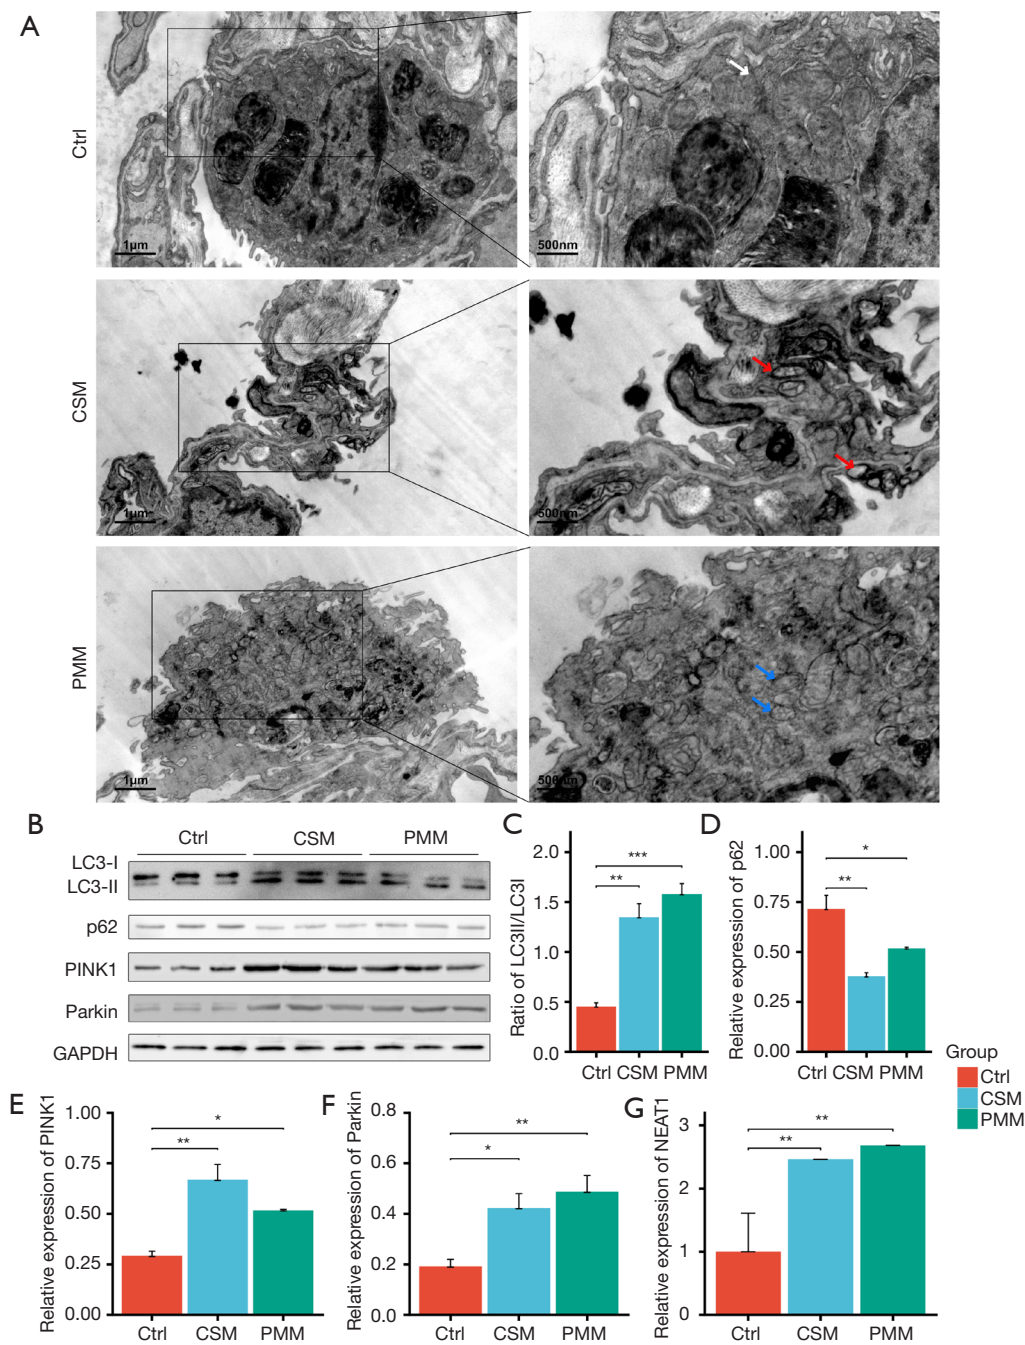 A
Ctrl
1μm
500nm
CSM
1μm
500nm
PMM
1μm
500nm
B
Ctrl CSM PMM
LC3-I
LC3-II
p62
PINK1
Parkin
GAPDH
C
Ratio of LC3II/LC3I
2.0
1.5
1.0
0.5
0.0
***
**
Ctrl CSM PMM
D
Relative expression of p62
1.00
0.75
0.50
0.25
0.00
*
**
Ctrl CSM PMM
Group
Ctrl
CSM
PMM
E
Relative expression of PINK1
1.00
0.75
0.50
0.25
0.00
*
**
Ctrl CSM PMM
F
Relative expression of Parkin
0.8
0.6
0.4
0.2
0.0
**
*
Ctrl CSM PMM
G
Relative expression of NEAT1
3
2
1
0
**
**
Ctrl CSM PMM